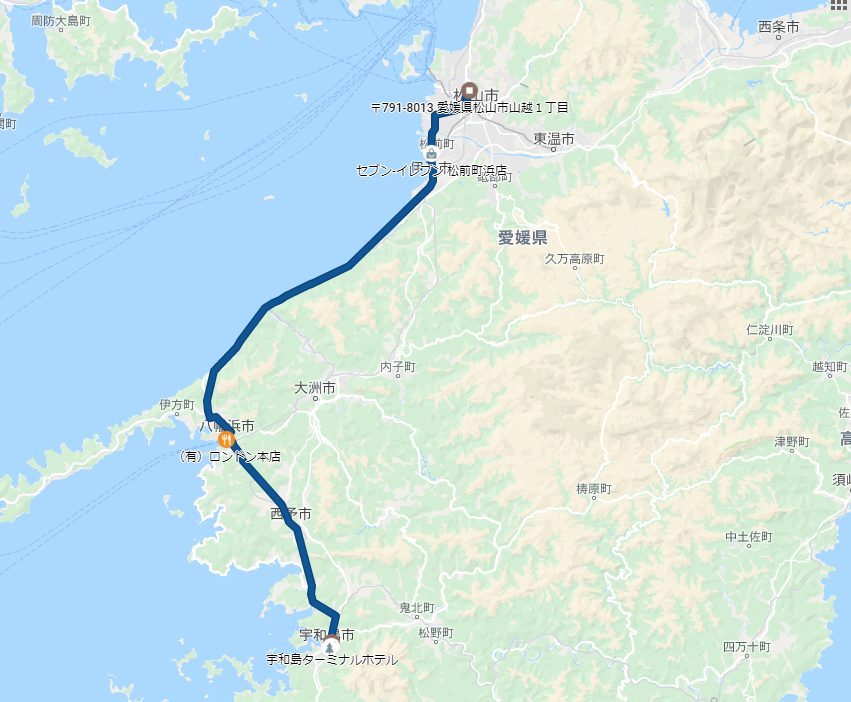 周防大島町
西条市
関町
松山市
〒791-8013 愛媛県松山市山越１丁目
東温市
松前町
伊予市
セブン-イレブン 松前町浜店
砥部町
愛媛県
久万高原町
仁淀川町
内子町
越知町
大洲市
伊方町
佐
八幡浜市
津野町
高
（有）ロンドン本店
須崎
梼原町
西予市
中土佐町
鬼北町
宇和島市
松野町
四万十町
宇和島ターミナルホテル